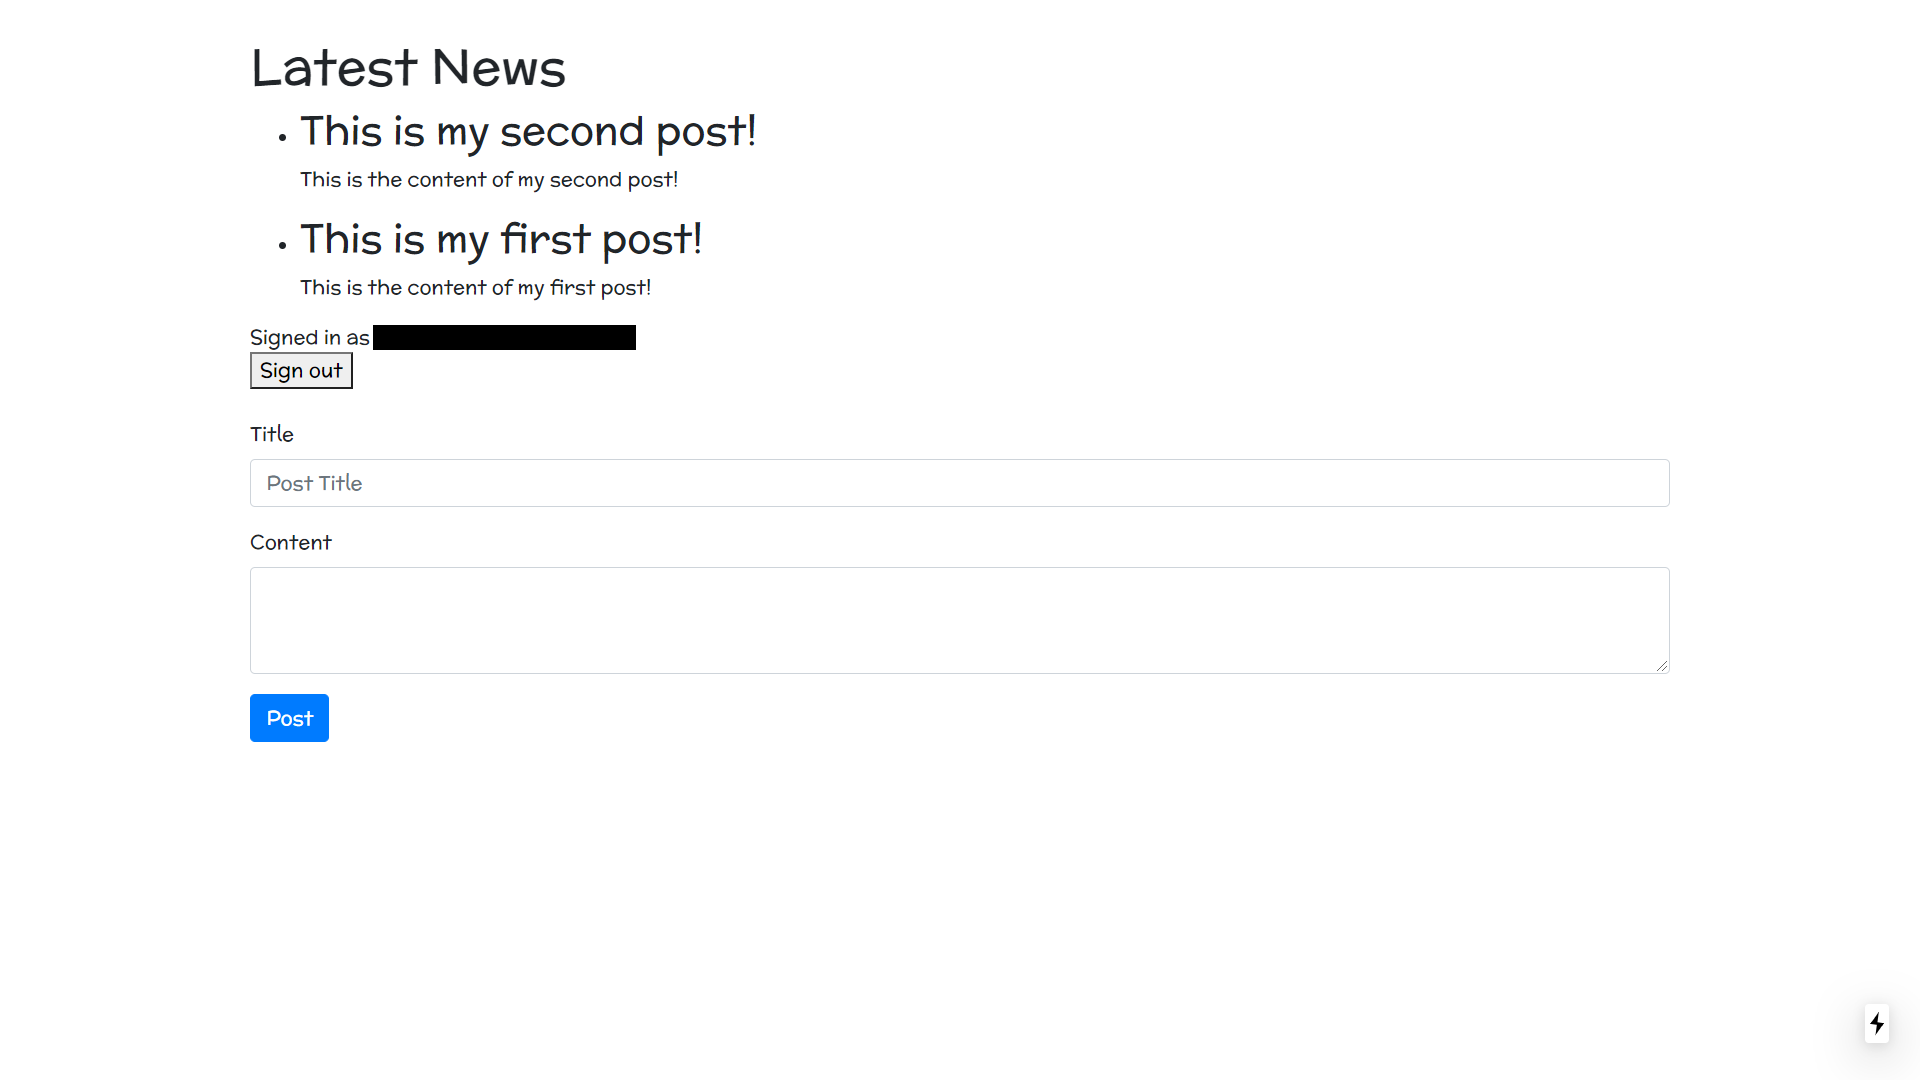 Latest News
This is my second post!
This is the content of my second post!
This is my first post!
This is the content of my first post!
Signed in as
Sign out
Title
Post Title
Content
Post